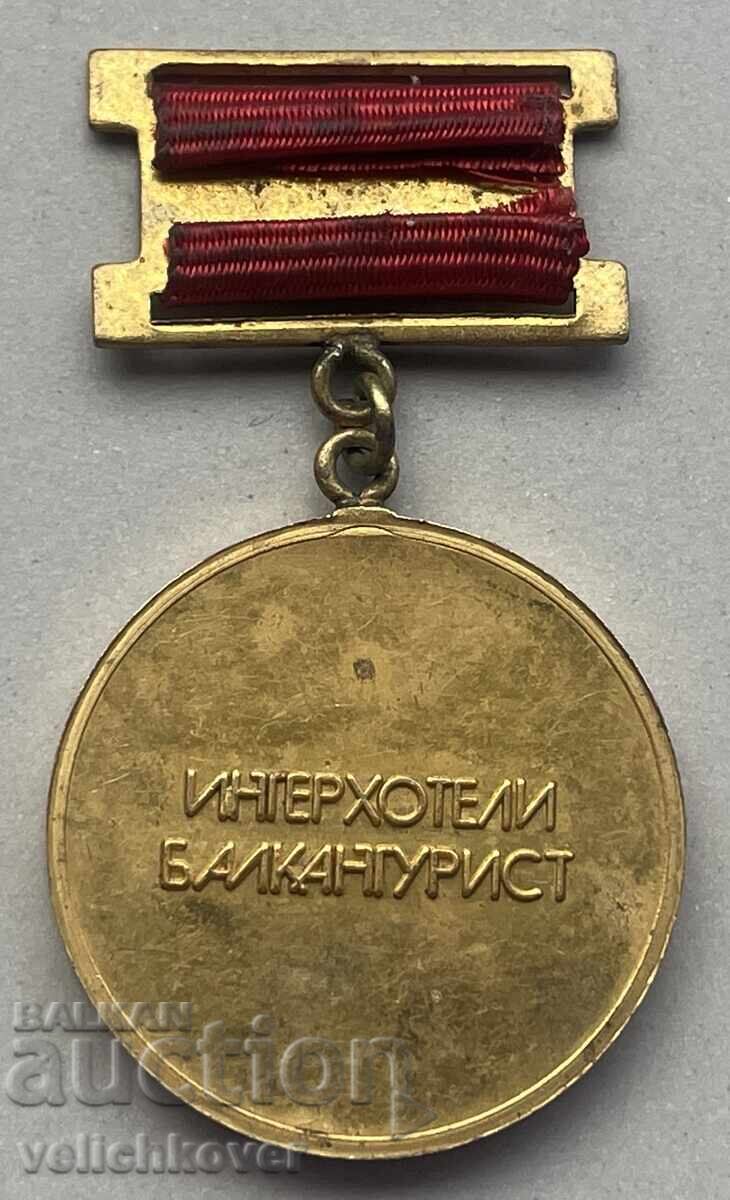 ИНТЕРХОТЕЛИ
БАЛКАНТУРИСТ
BALKAN
auction
velichkover